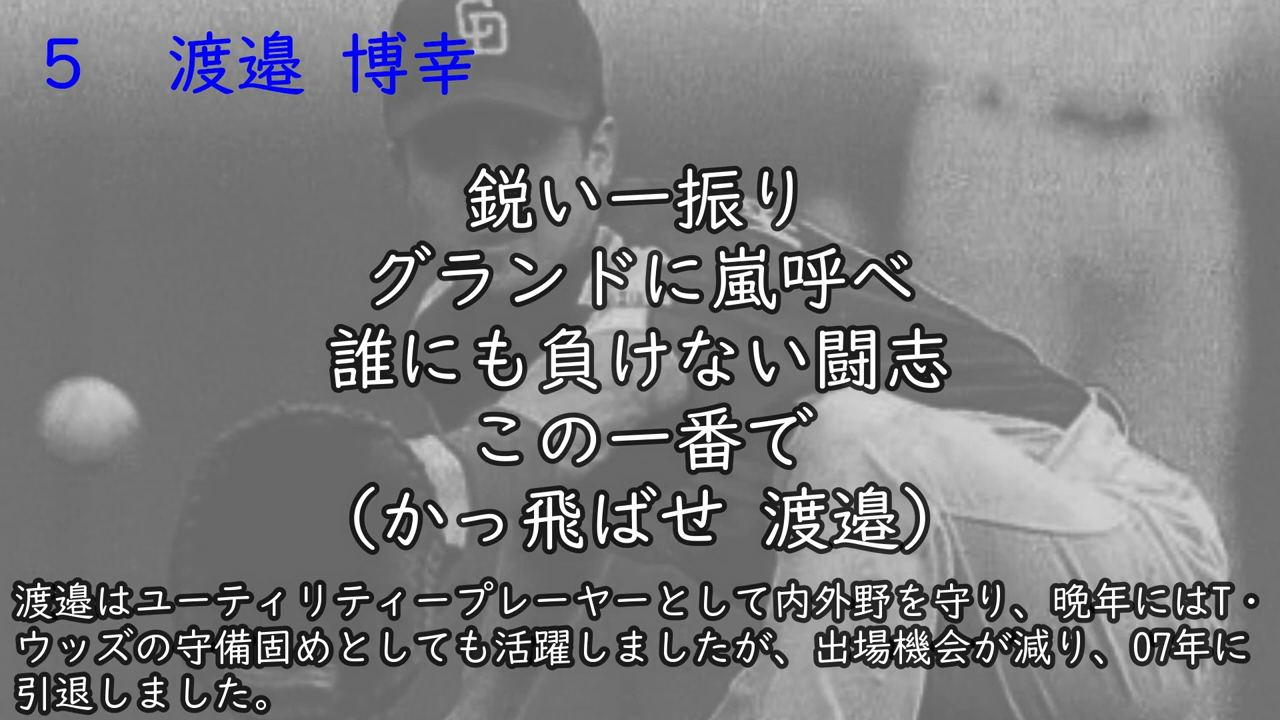 5 渡邉 博幸
鋭い一振り
グランドに嵐呼べ
誰にも負けない闘志
この一番で
（かっ飛ばせ 渡邉）
渡邉はユーティリティープレーヤーとして内外野を守り、晩年にはT・
ウッズの守備固めとしても活躍しましたが、出場機会が減り、07年に
引退しました。
CD